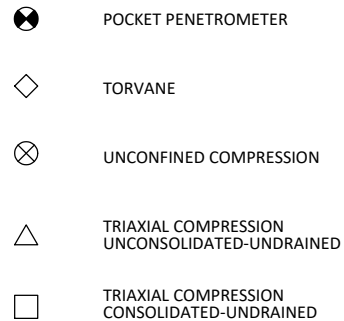 POCKET PENETROMETER
TORVANE
UNCONFINED COMPRESSION
TRIAXIAL COMPRESSION
UNCONSOLIDATED-UNDRAINED
TRIAXIAL COMPRESSION
CONSOLIDATED-UNDRAINED